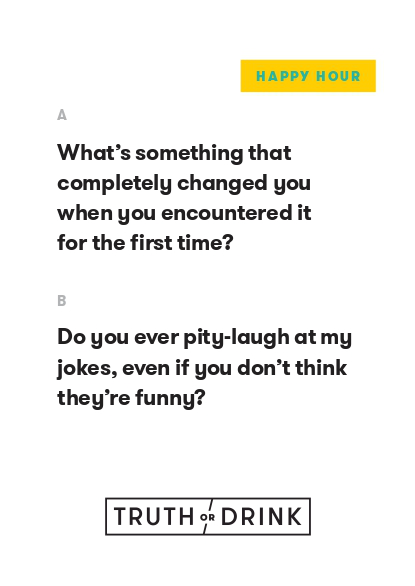 HAPPY HOUR
A
What's something that
completely changed you
when you encountered it
for the first time?
B
Do you ever pity-laugh at my
jokes, even if you don't think
they're funny?
TRUTH OR DRINK